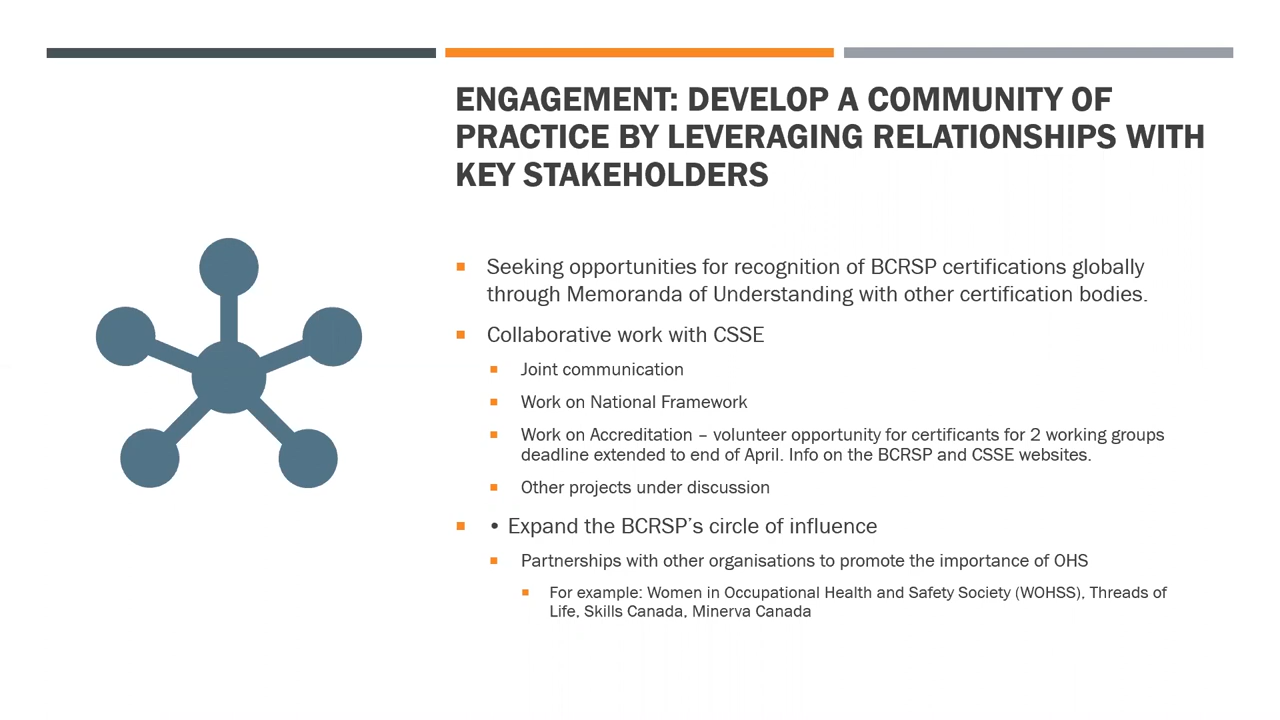 ENGAGEMENT: DEVELOP A COMMUNITY OF
PRACTICE BY LEVERAGING RELATIONSHIPS WITH
KEY STAKEHOLDERS
Seeking opportunities for recognition of BCRSP certifications globally
through Memoranda of Understanding with other certification bodies.
Collaborative work with CSSE
Joint communication
Work on National Framework
Work on Accreditation – volunteer opportunity for certificants for 2 working groups
deadline extended to end of April. Info on the BCRSP and CSSE websites.
Other projects under discussion
• Expand the BCRSP’s circle of influence
Partnerships with other organisations to promote the importance of OHS
For example: Women in Occupational Health and Safety Society (WOHSS), Threads of
Life, Skills Canada, Minerva Canada